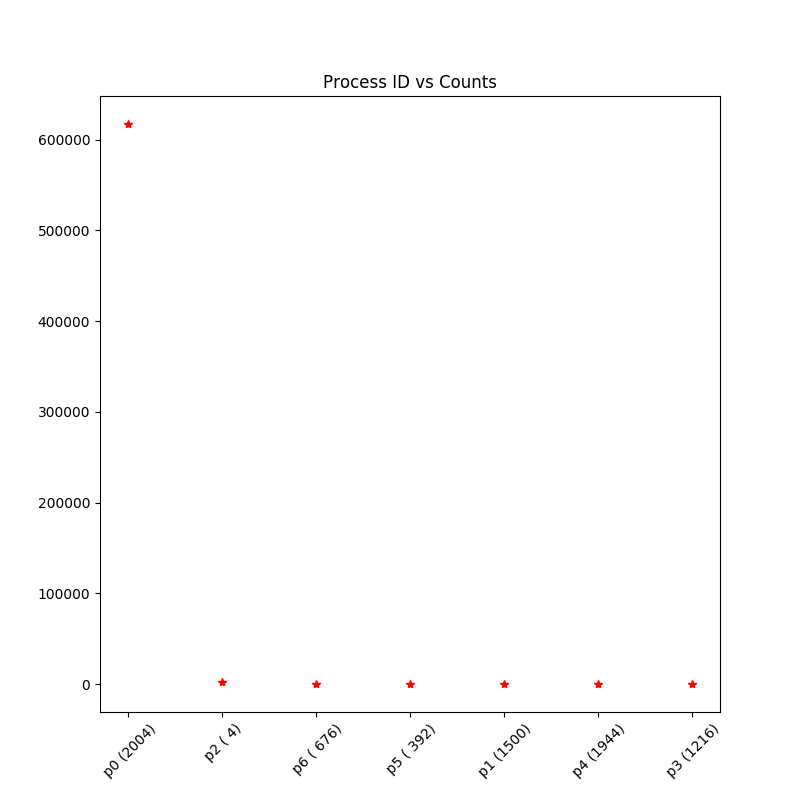 Process ID vs Counts
600000
500000
400000
300000
200000
100000
0
p0 (2004)
p2 ( 4)
p6 ( 676)
p5 ( 392)
p1 (1500)
p4 (1944)
p3 (1216)